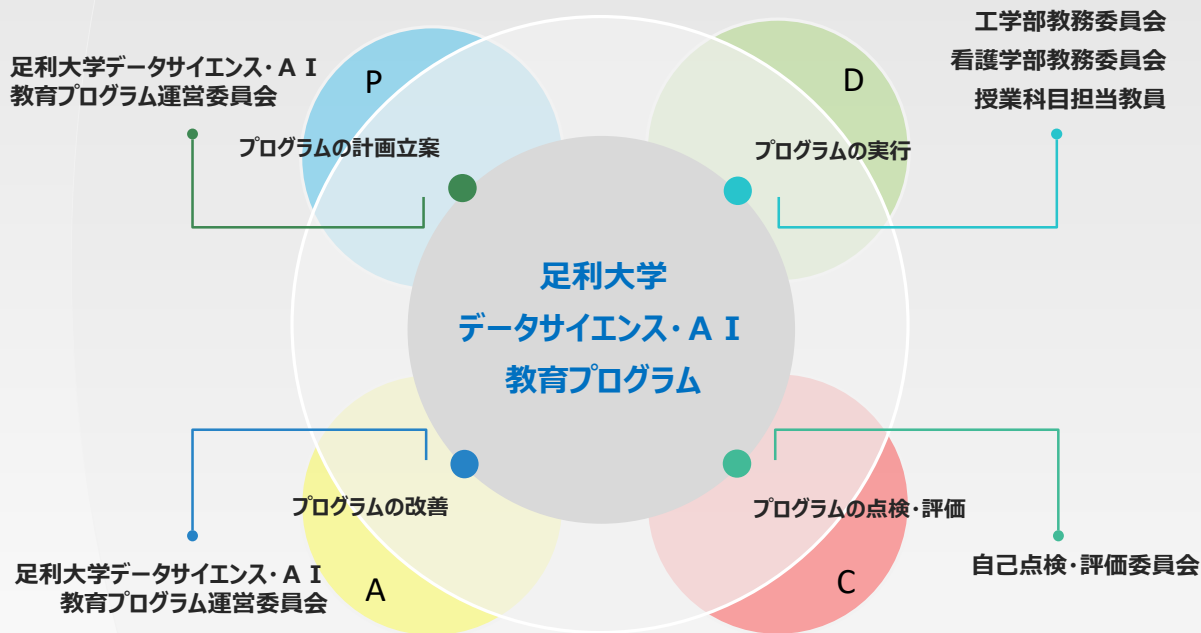 足利大学データサイエンス・ＡＩ
教育プログラム運営委員会
P
プログラムの計画立案
工学部教務委員会
看護学部教務委員会
授業科目担当教員
D
プログラムの実行
足利大学
データサイエンス・ＡＩ
教育プログラム
プログラムの改善
A
足利大学データサイエンス・ＡＩ
教育プログラム運営委員会
プログラムの点検・評価
C
自己点検・評価委員会